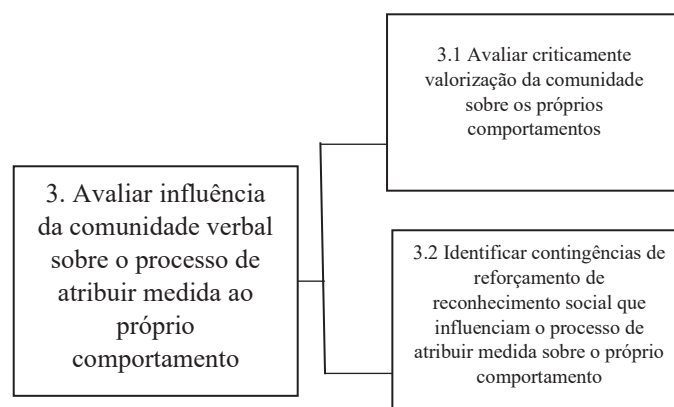 3.1 Avaliar criticamente
valorização da comunidade
sobre os próprios
comportamentos
3. Avaliar influência
da comunidade verbal
sobre o processo de
atribuir medida ao
próprio
comportamento
3.2 Identificar contingências de
reforçamento de
reconhecimento social que
influenciam o processo de
atribuir medida sobre o próprio
comportamento